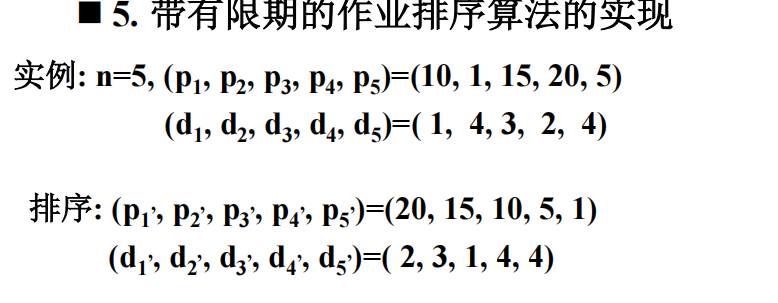 ■ 5. 带有限期的作业排序算法的实现
实例: n=5, (p₁, p₂, p₃, p₄, p₅)=(10, 1, 15, 20, 5)
(d₁, d₂, d₃, d₄, d₅)=( 1, 4, 3, 2, 4)
排序: (p₁’, p₂’, p₃’, p₄’, p₅’)=(20, 15, 10, 5, 1)
(d₁’, d₂’, d₃’, d₄’, d₅’)=( 2, 3, 1, 4, 4)